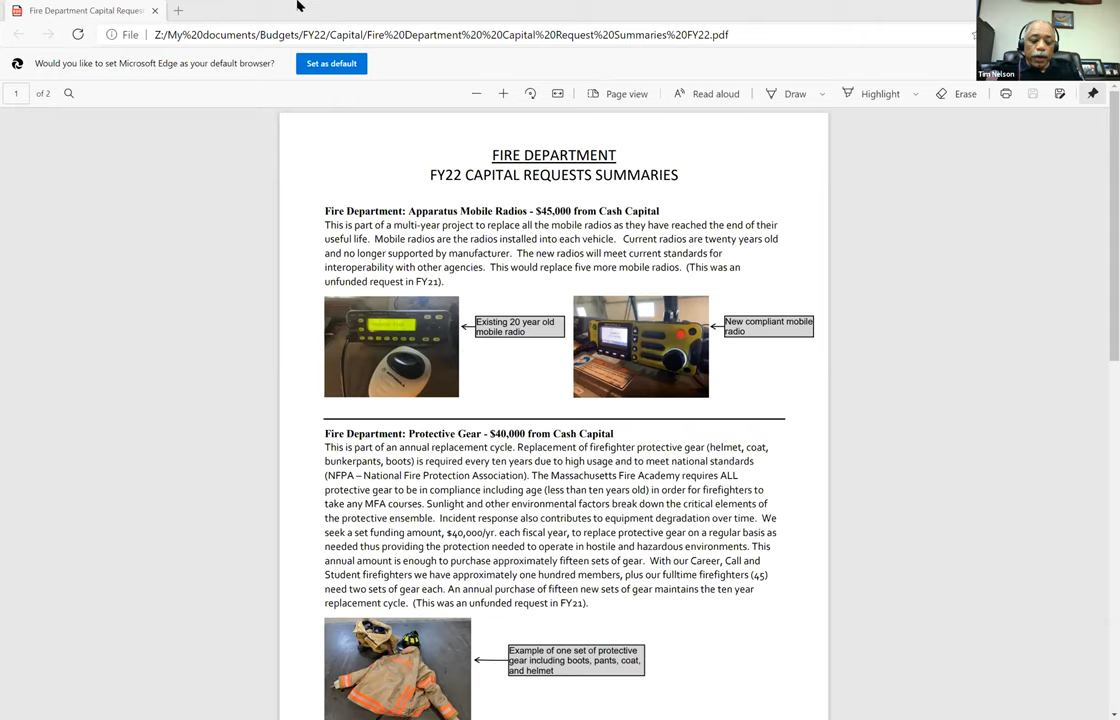 Fire Department Capital Reques
File
Z:/My%20documents/Budgets/FY22/Capital/Fire%20Department%20%20Capital%20Request%20Summaries%20FY22.pdf
Would you like to set Microsoft Edge as your default browser?
Set as default
Tim Nelson
1 of 2
Page view
Read aloud
Draw
Highlight
Erase
FIRE DEPARTMENT
FY22 CAPITAL REQUESTS SUMMARIES
Fire Department: Apparatus Mobile Radios - $45,000 from Cash Capital
This is part of a multi-year project to replace all the mobile radios as they have reached the end of their
useful life. Mobile radios are the radios installed into each vehicle. Current radios are twenty years old
and no longer supported by manufacturer. The new radios will meet current standards for
interoperability with other agencies. This would replace five more mobile radios. (This was an
unfunded request in FY21).
Existing 20 year old
mobile radio
New compliant mobile
radio
Fire Department: Protective Gear - $40,000 from Cash Capital
This is part of an annual replacement cycle. Replacement of firefighter protective gear (helmet, coat,
bunkerpants, boots) is required every ten years due to high usage and to meet national standards
(NFPA – National Fire Protection Association). The Massachusetts Fire Academy requires ALL
protective gear to be in compliance including age (less than ten years old) in order for firefighters to
take any MFA courses. Sunlight and other environmental factors break down the critical elements of
the protective ensemble. Incident response also contributes to equipment degradation over time. We
seek a set funding amount, $40,000/yr. each fiscal year, to replace protective gear on a regular basis as
needed thus providing the protection needed to operate in hostile and hazardous environments. This
annual amount is enough to purchase approximately fifteen sets of gear. With our Career, Call and
Student firefighters we have approximately one hundred members, plus our fulltime firefighters (45)
need two sets of gear each. An annual purchase of fifteen new sets of gear maintains the ten year
replacement cycle. (This was an unfunded request in FY21).
Example of one set of protective
gear including boots, pants, coat,
and helmet